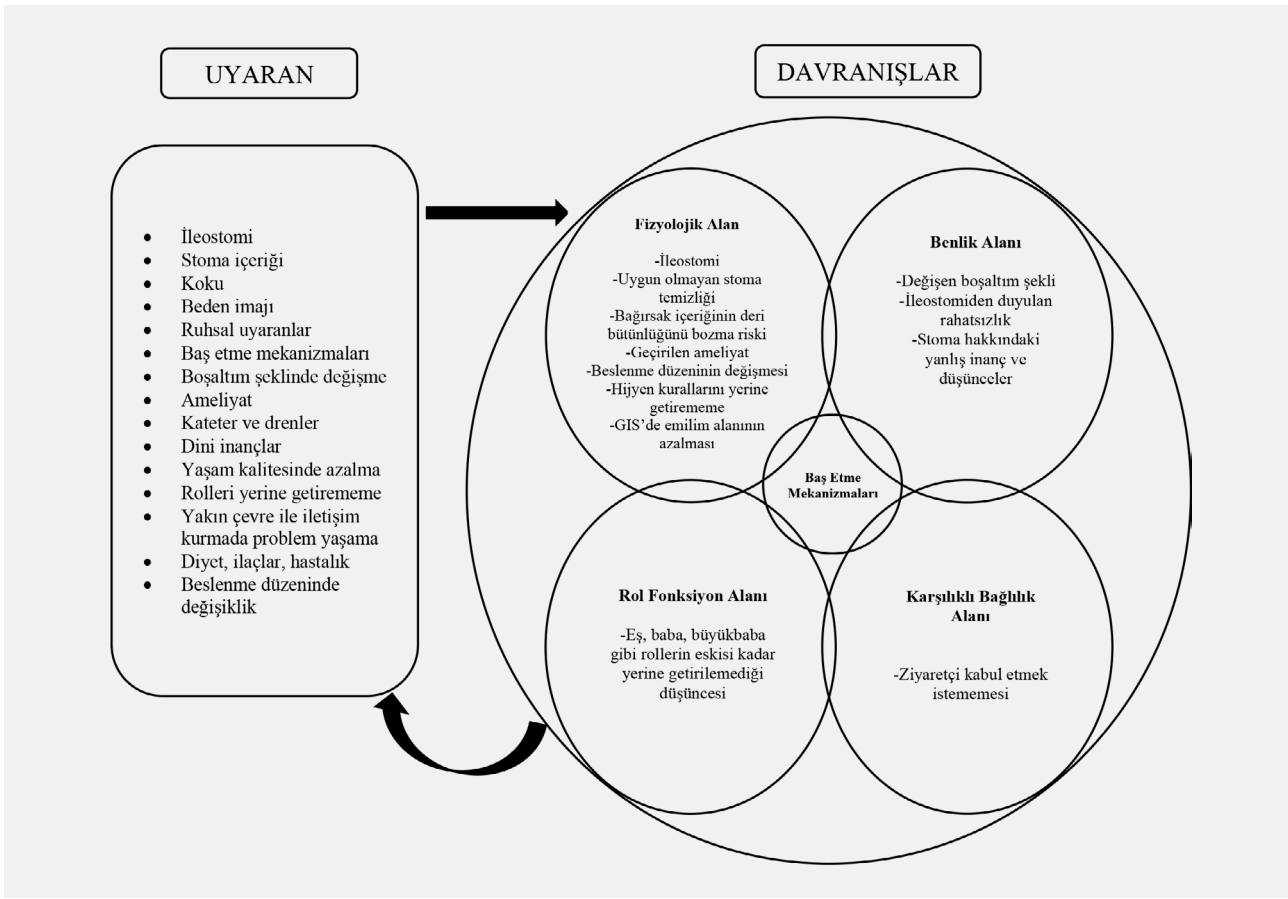 UYARAN
• İleostomi
• Stoma içeriği
• Koku
• Beden imajı
• Ruhsal uyaranlar
• Baş etme mekanizmaları
• Boşaltım şeklinde değişme
• Ameliyat
• Kateter ve drenler
• Dini inançlar
• Yaşam kalitesinde azalma
• Rolleri yerine getirememe
• Yakın çevre ile iletişim
kurmada problem yaşama
• Diyet, ilaçlar, hastalık
• Beslenme düzeninde
değişiklik
DAVRANIŞLAR
Fizyolojik Alan
-İleostomi
-Uygun olmayan stoma
temizliği
-Bağırsak içeriğinin deri
bütünlüğünü bozma riski
-Geçirilen ameliyat
-Beslenme düzeninin değişmesi
-Hijyen kurallarını yerine
getirememe
-GIS’de emilim alanının
azalması
Benlik Alanı
-Değişen boşaltım şekli
-İleostomiden duyulan
rahatsızlık
-Stoma hakkındaki
yanlış inanç ve
düşünceler
Baş Etme
Mekanizmaları
Rol Fonksiyon Alanı
-Eş, baba, büyükbaba
gibi rollerin eskisi kadar
yerine getirilemediği
düşüncesi
Karşılıklı Bağlılık
Alanı
-Ziyaretçi kabul etmek
istememesi